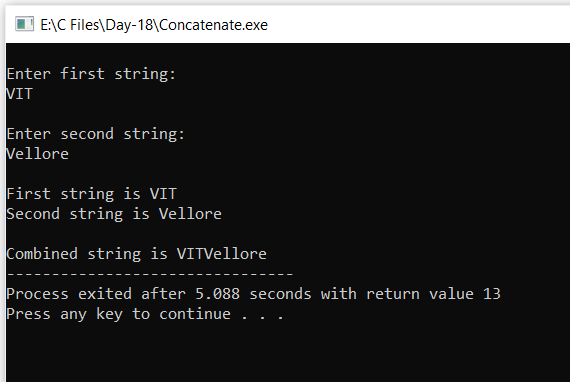 E:\C Files\Day-18\Concatenate.exe
Enter first string:
VIT
Enter second string:
Vellore
First string is VIT
Second string is Vellore
Combined string is VITVellore
--------------------------------
Process exited after 5.088 seconds with return value 13
Press any key to continue . . .